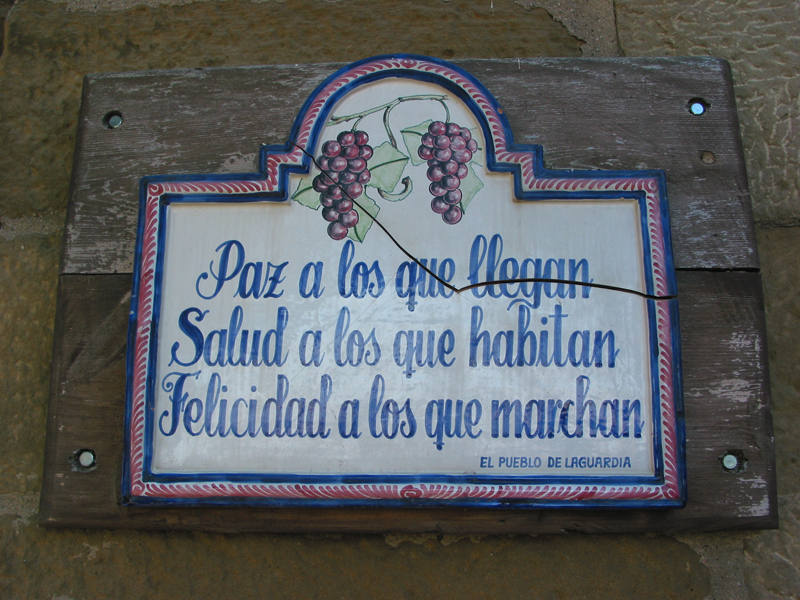 Paz a los que llegan
Salud a los que habitan
Felicidad a los que marchan
EL PUEBLO DE LAGUARDIA